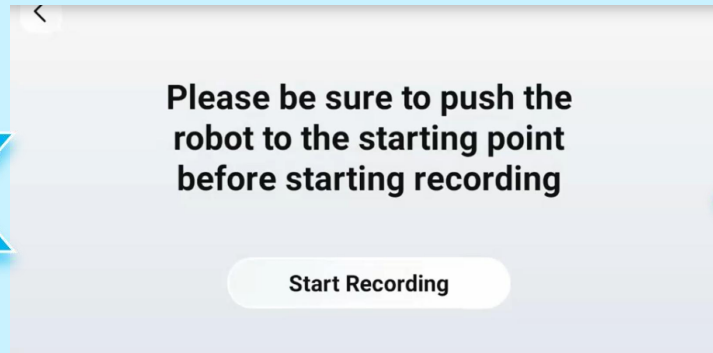 Please be sure to push the
robot to the starting point
before starting recording
Start Recording